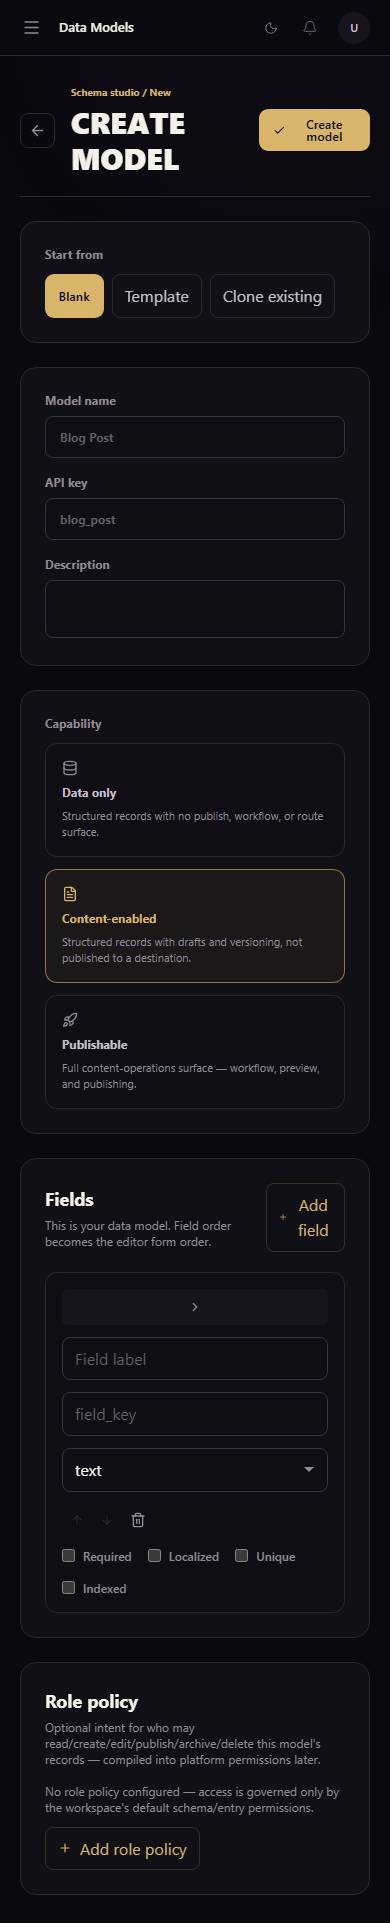 Data Models
U
Schema studio / New
CREATE
MODEL
Create
model
Start from
Blank
Template
Clone existing
Model name
Blog Post
API key
blog_post
Description
Capability
Data only
Structured records with no publish, workflow, or route
surface.
Content-enabled
Structured records with drafts and versioning, not
published to a destination.
Publishable
Full content-operations surface — workflow, preview,
and publishing.
Fields
This is your data model. Field order
becomes the editor form order.
+ Add
field
Field label
field_key
text
Required
Localized
Unique
Indexed
Role policy
Optional intent for who may
read/create/edit/publish/archive/delete this model's
records — compiled into platform permissions later.
No role policy configured — access is governed only by
the workspace's default schema/entry permissions.
+ Add role policy